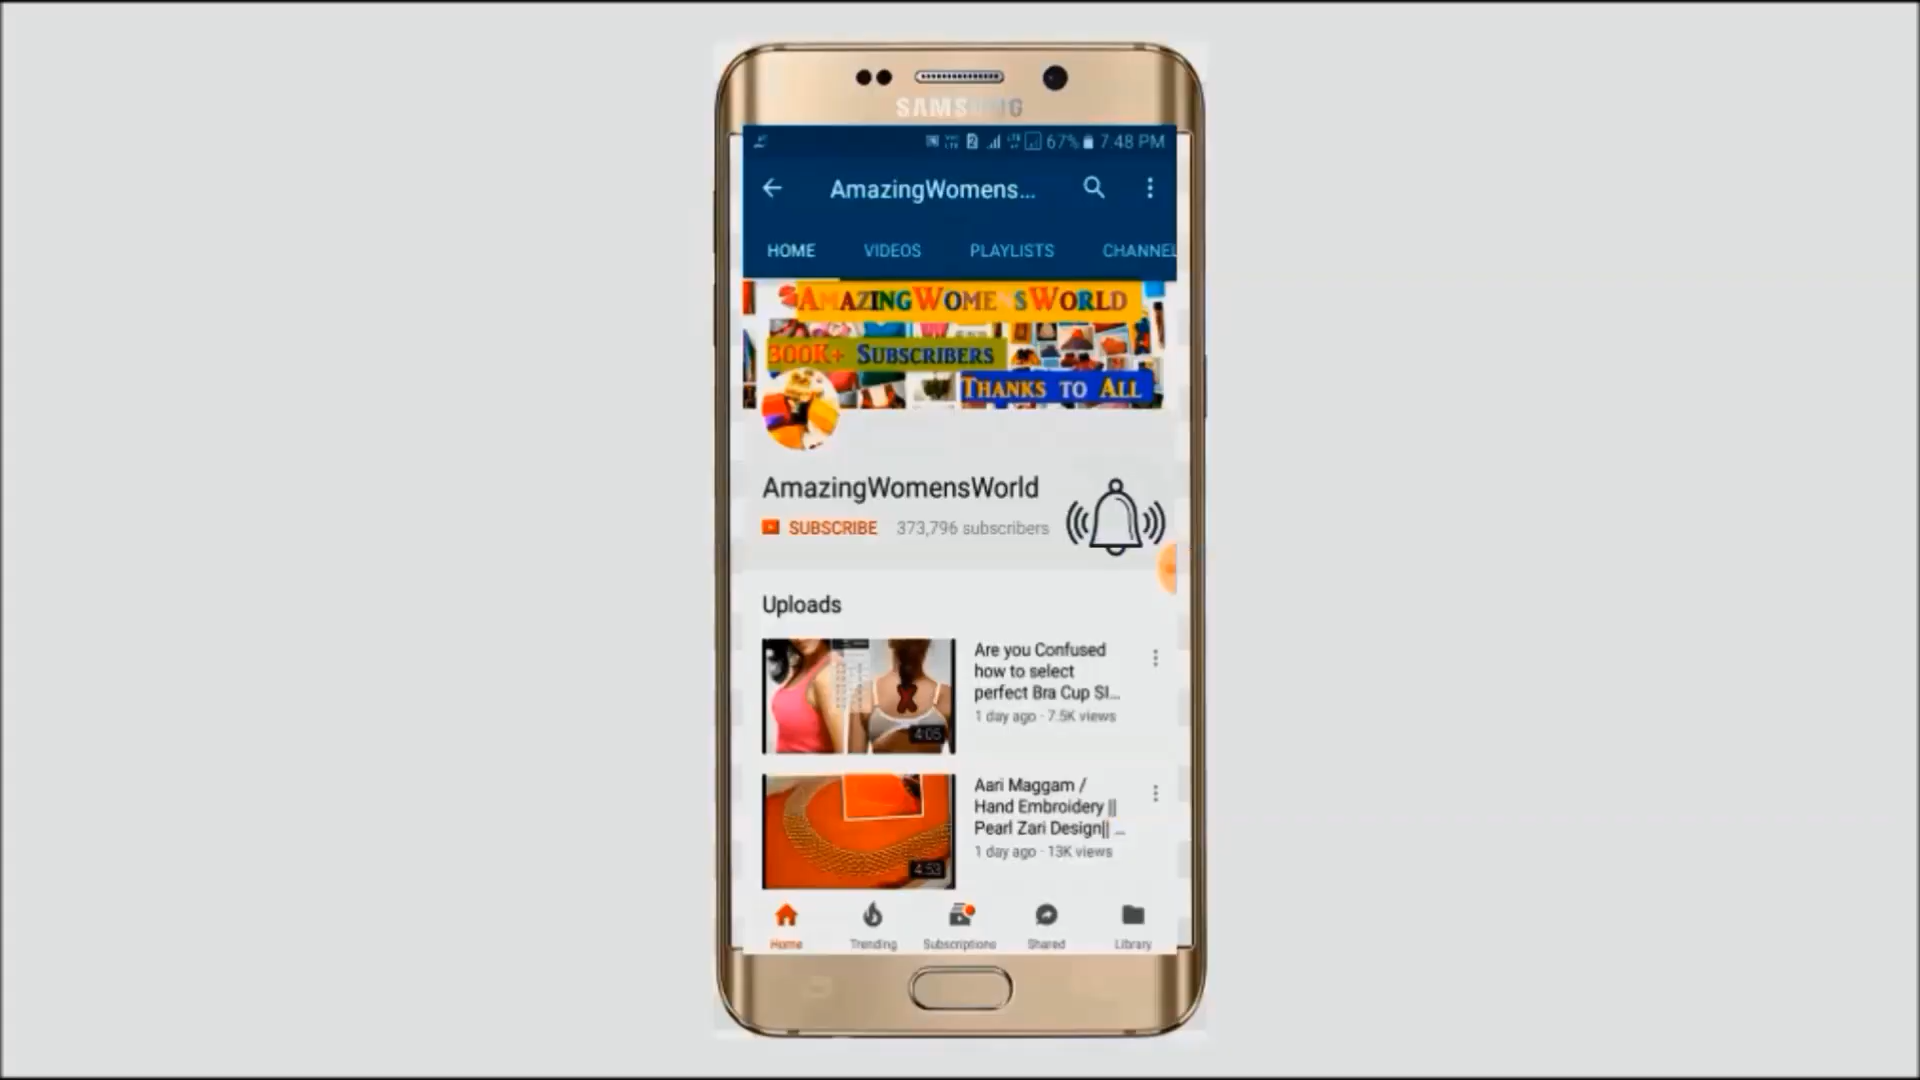 SAMSUNG
67% 7.48 PM
AmazingWomens...
HOME VIDEOS PLAYLISTS CHANNEL
AMAZINGWOMENSWORLD
300K+ SUBSCRIBERS
THANKS TO ALL
AmazingWomensWorld
SUBSCRIBE 373,796 subscribers
Uploads
Are you Confused
how to select
perfect Bra Cup SI...
1 day ago · 7.5K views
4:05
Aari Maggam /
Hand Embroidery ||
Pearl Zari Design|| ...
1 day ago · 13K views
4:53
Home Trending Subscriptions Shared Library